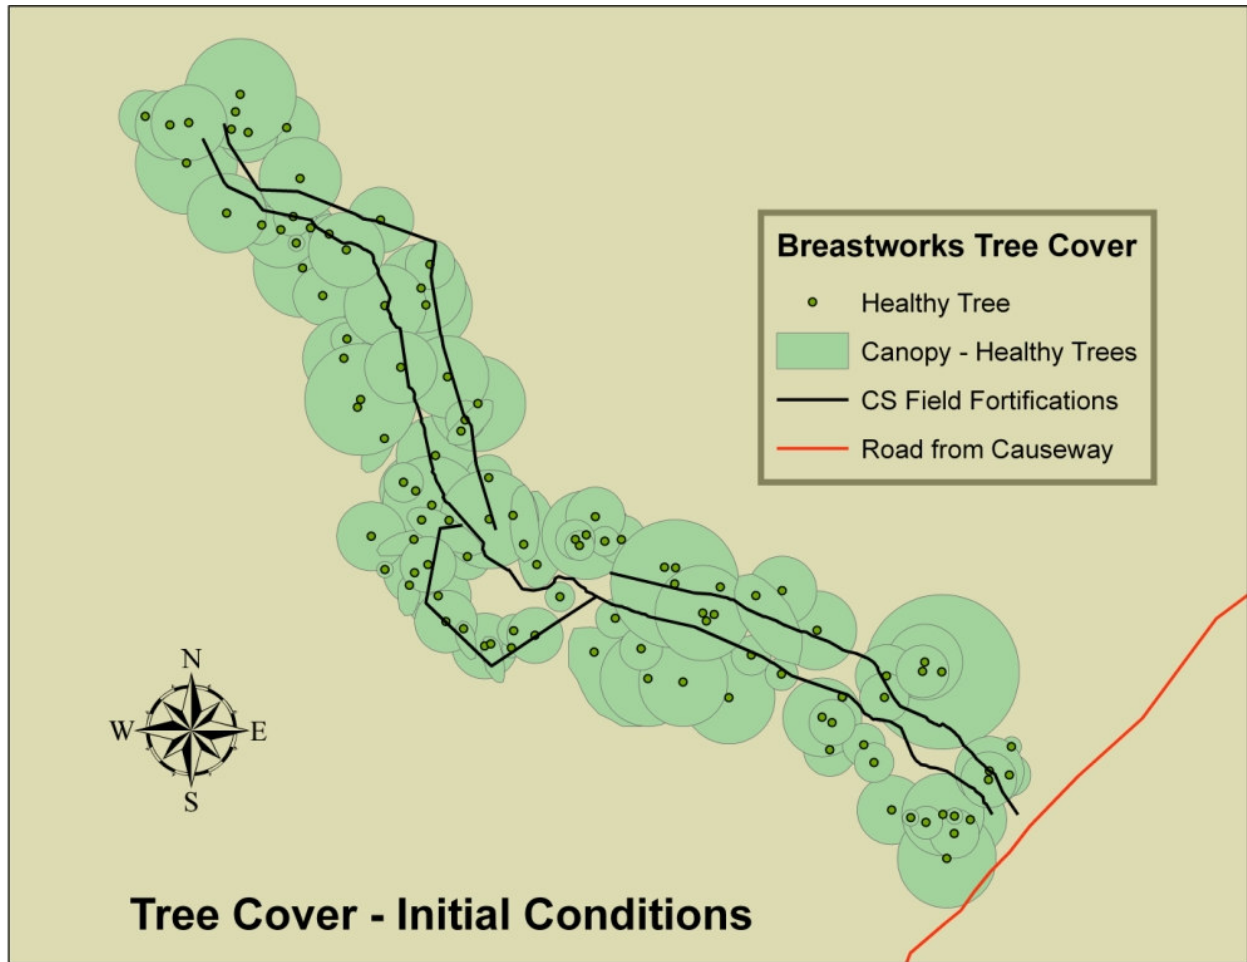 Breastworks Tree Cover
Healthy Tree
Canopy - Healthy Trees
CS Field Fortifications
Road from Causeway
N
W E
S
Tree Cover - Initial Conditions